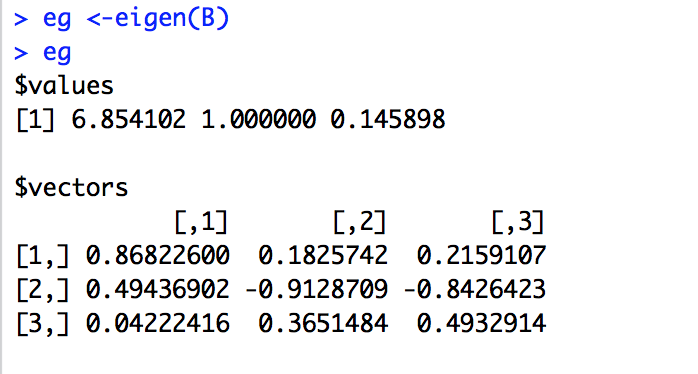 > eg <-eigen(B)
> eg
$values
[1] 6.854102 1.000000 0.145898
$vectors
[,1] [,2] [,3]
[1,] 0.86822600 0.1825742 0.2159107
[2,] 0.49436902 -0.9128709 -0.8426423
[3,] 0.04222416 0.3651484 0.4932914